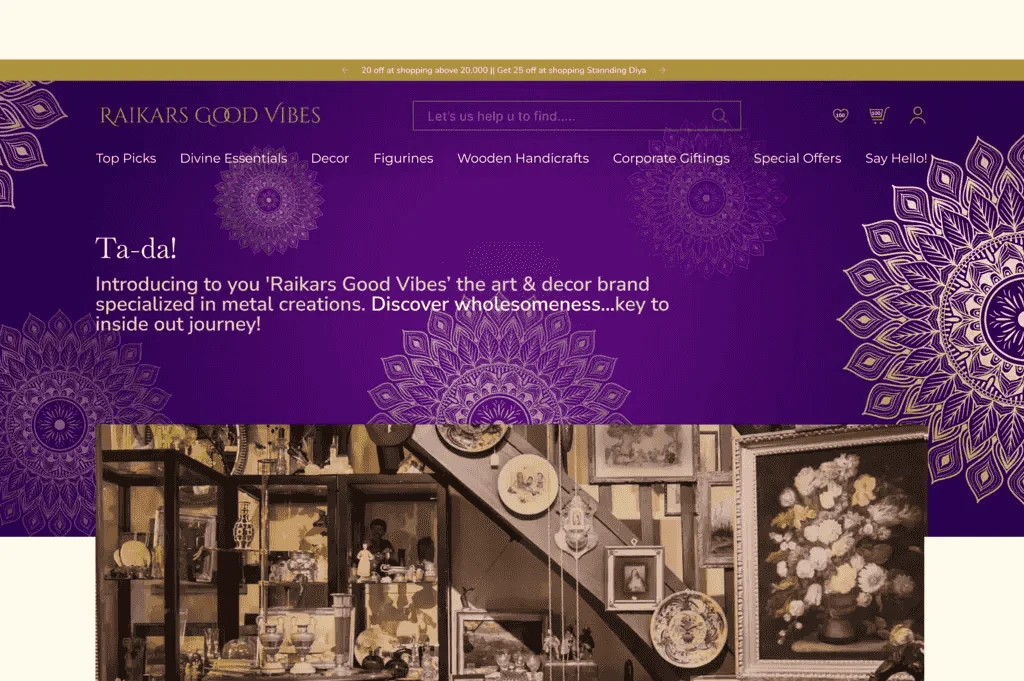 20 off at shopping above 20,000 || Get 25 off at shopping Stannding Diya
RAIKARS GOOD VIBES
Let's us help u to find.....
100
100
Top Picks Divine Essentials Decor Figurines Wooden Handicrafts Corporate Giftings Special Offers Say Hello!
Ta-da!
Introducing to you 'Raikars Good Vibes' the art & decor brand
specialized in metal creations. Discover wholesomeness...key to
inside out journey!